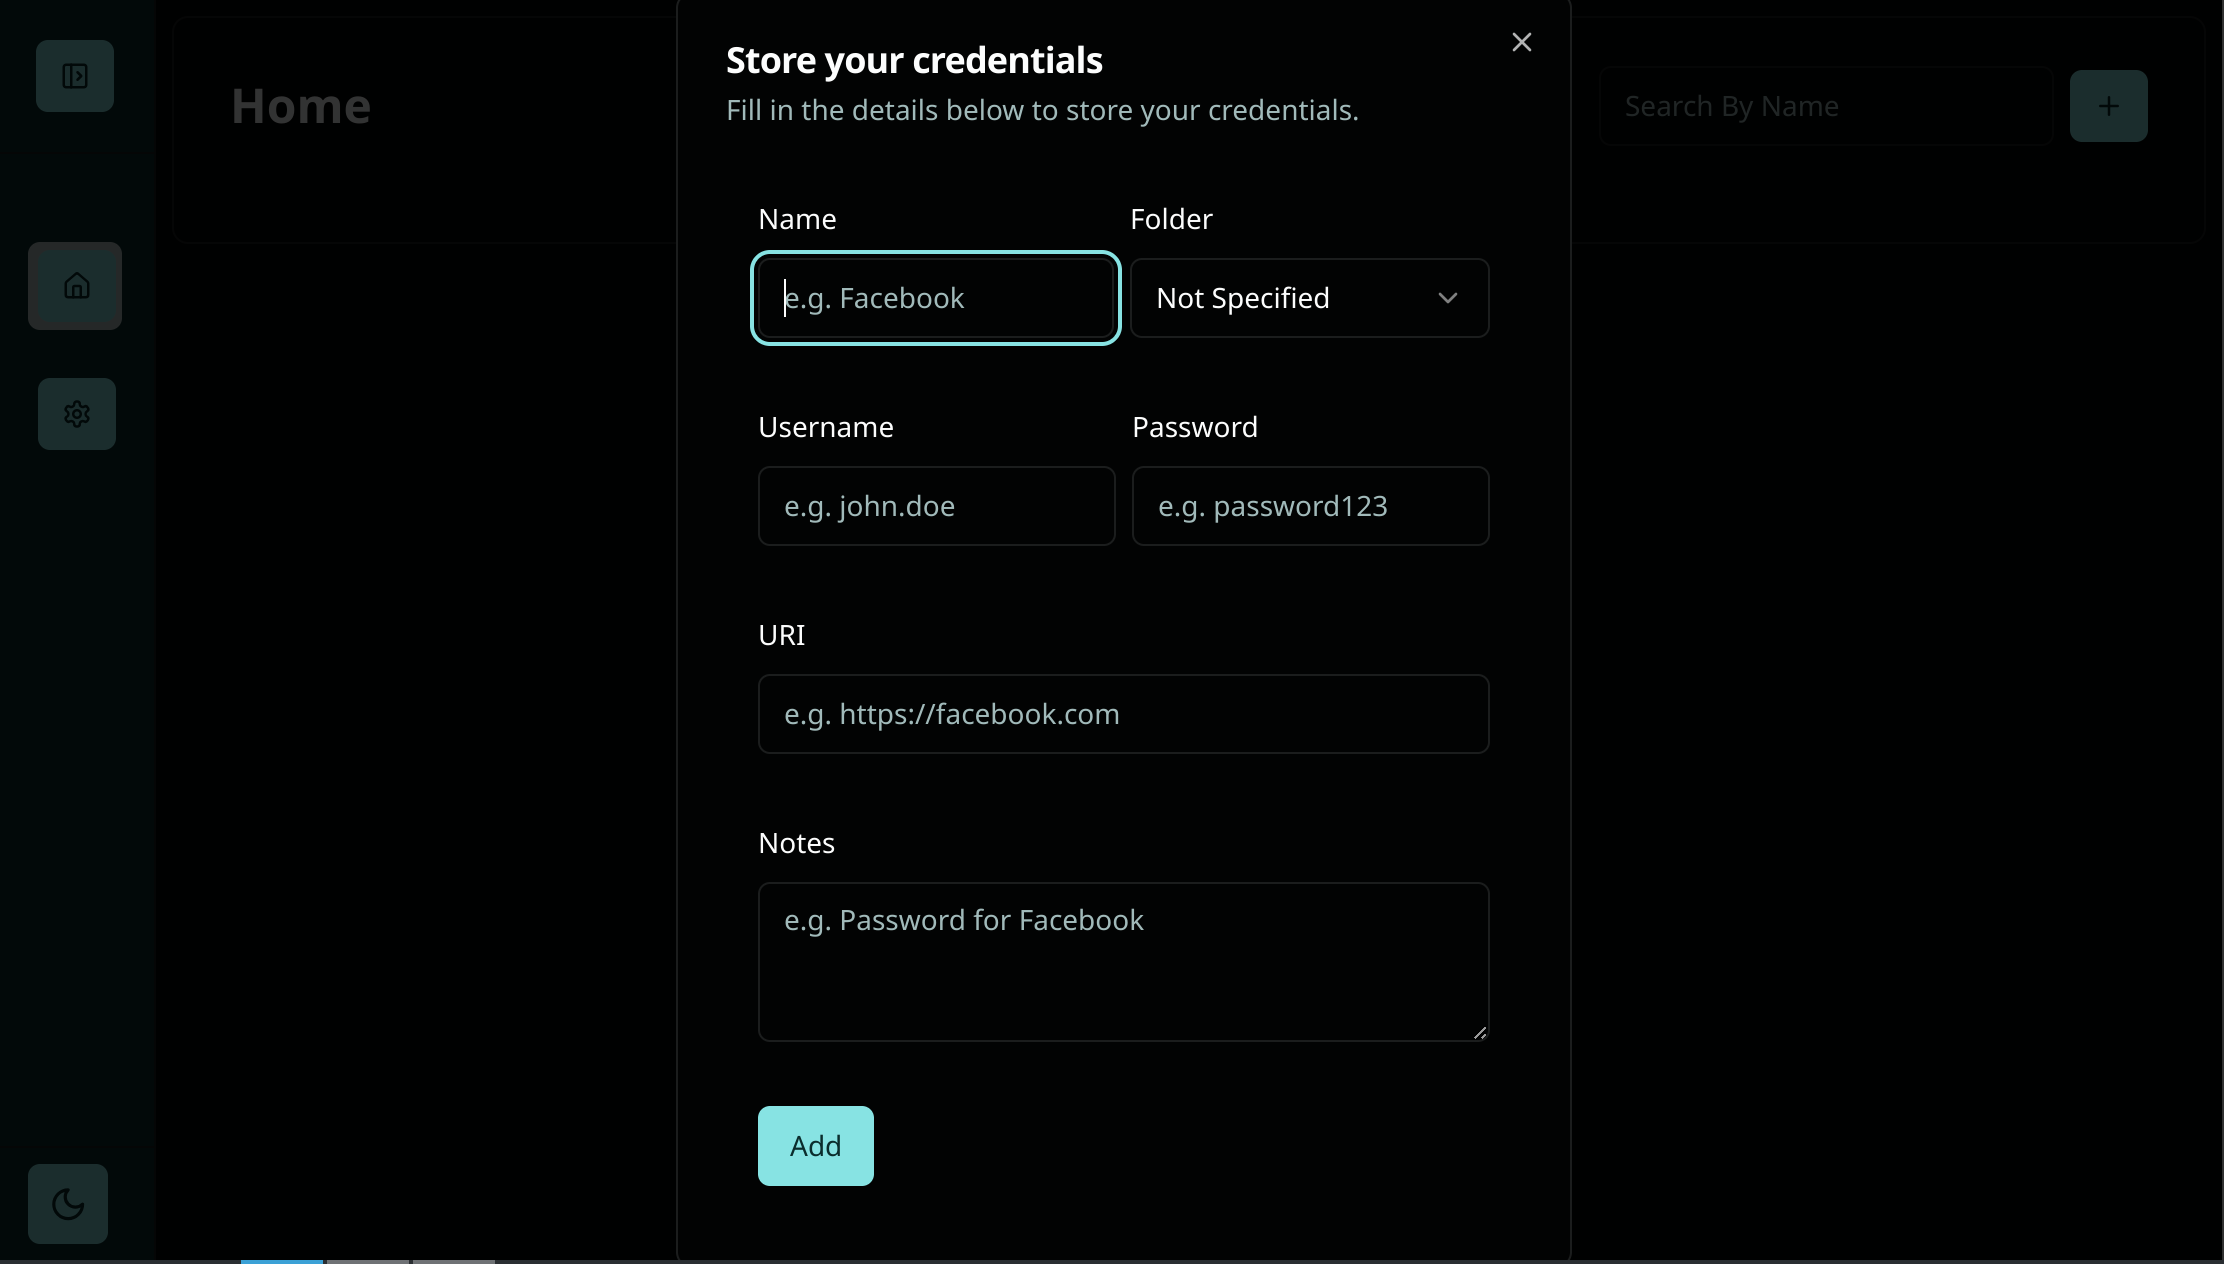 Home
Search By Name
Store your credentials
Fill in the details below to store your credentials.
Name
Folder
e.g. Facebook
Not Specified
Username
Password
e.g. john.doe
e.g. password123
URI
e.g. https://facebook.com
Notes
e.g. Password for Facebook
Add